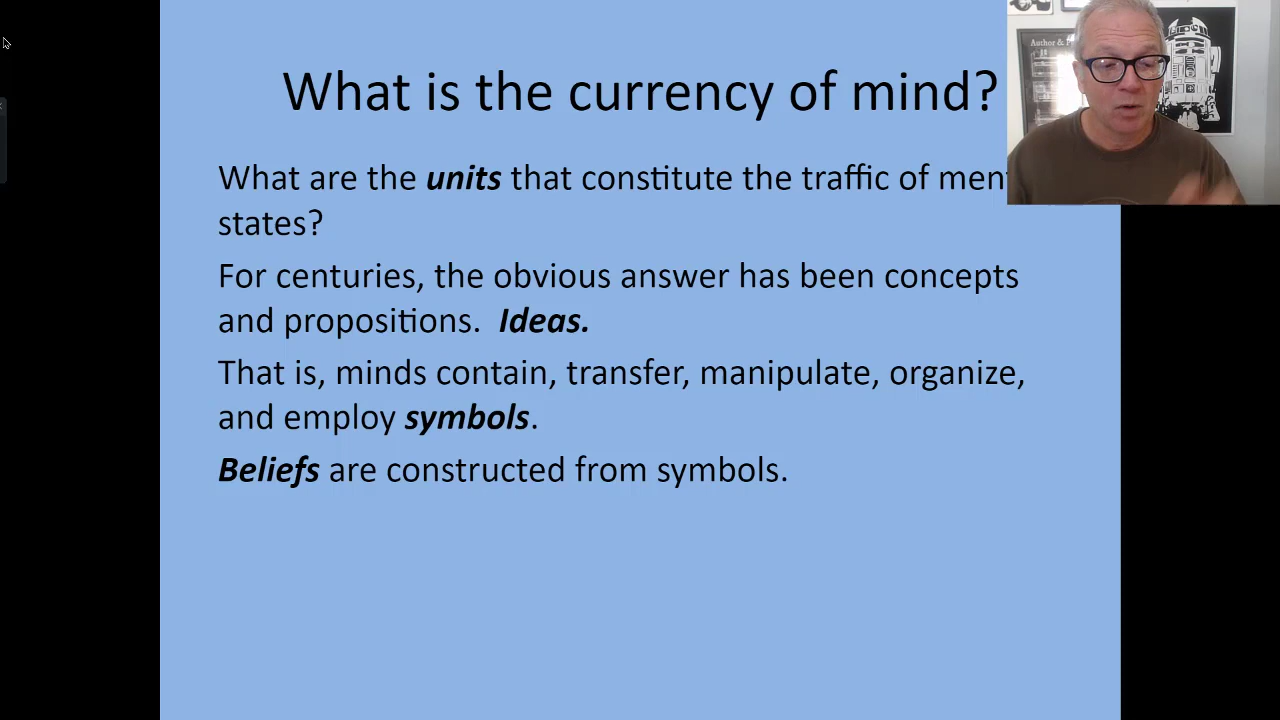 What is the currency of mind?
What are the units that constitute the traffic of
states?
For centuries, the obvious answer has been concepts
and propositions. Ideas.
That is, minds contain, transfer, manipulate, organize,
and employ symbols.
Beliefs are constructed from symbols.
Author &